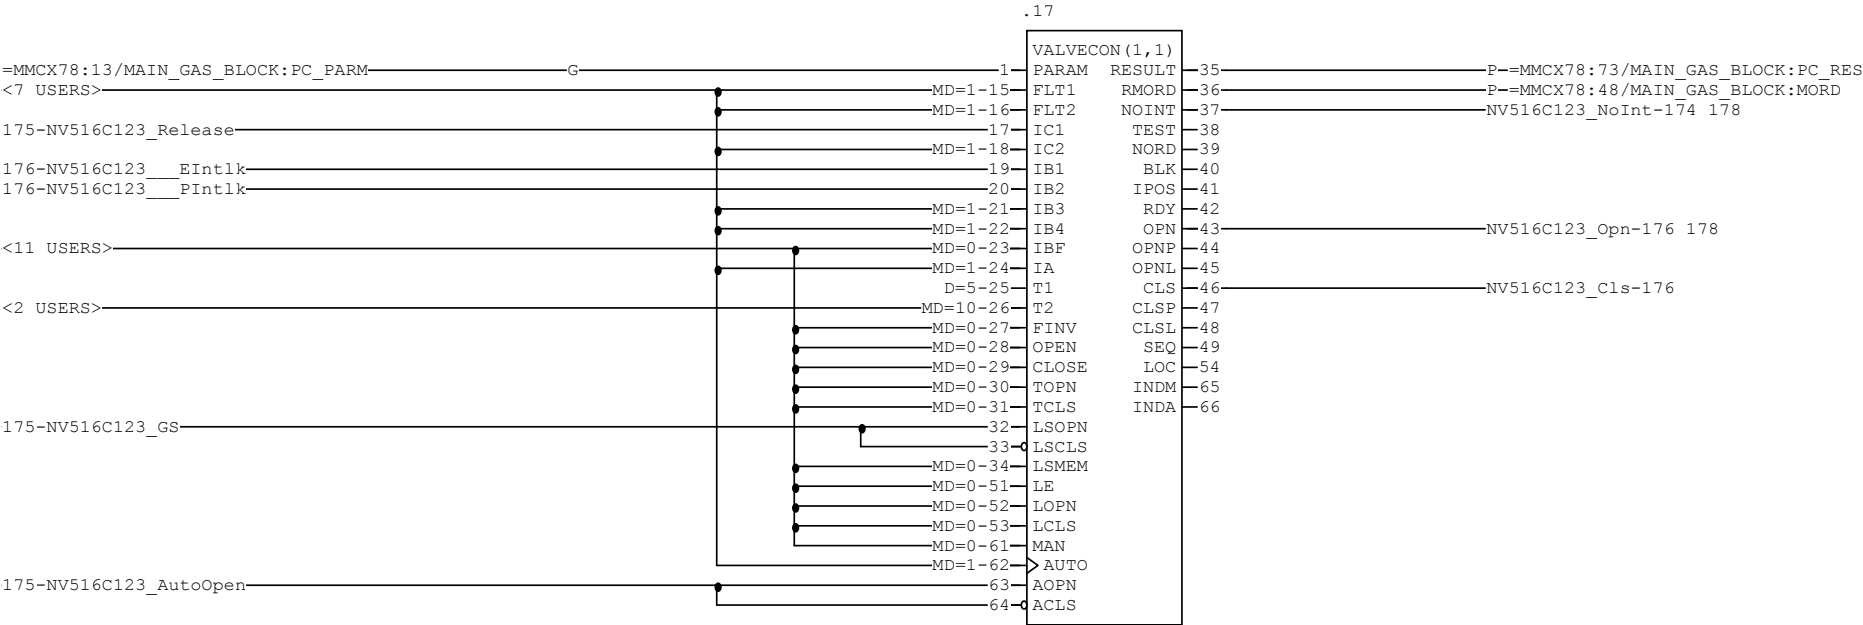 .17
VALVECON(1,1)
=MMCX78:13/MAIN_GAS_BLOCK:PC_PARM G 1 PARAM RESULT 35 P-=MMCX78:73/MAIN_GAS_BLOCK:PC_RES
<7 USERS> MD=1-15 FLT1 RMORD 36 P-=MMCX78:48/MAIN_GAS_BLOCK:MORD
MD=1-16 FLT2 NOINT 37 NV516C123_NoInt-174 178
175-NV516C123_Release 17 IC1 TEST 38
MD=1-18 IC2 NORD 39
176-NV516C123___EIntlk 19 IB1 BLK 40
176-NV516C123___PIntlk 20 IB2 IPOS 41
MD=1-21 IB3 RDY 42
MD=1-22 IB4 OPN 43 NV516C123_Opn-176 178
<11 USERS> MD=0-23 IBF OPNP 44
MD=1-24 IA OPNL 45
D=5-25 T1 CLS 46 NV516C123_Cls-176
<2 USERS> MD=10-26 T2 CLSP 47
MD=0-27 FINV CLSL 48
MD=0-28 OPEN SEQ 49
MD=0-29 CLOSE LOC 54
MD=0-30 TOPN INDM 65
MD=0-31 TCLS INDA 66
175-NV516C123_GS 32 LSOPN
33 LSCLS
MD=0-34 LSMEM
MD=0-51 LE
MD=0-52 LOPN
MD=0-53 LCLS
MD=0-61 MAN
MD=1-62 AUTO
175-NV516C123_AutoOpen 63 AOPN
64 ACLS